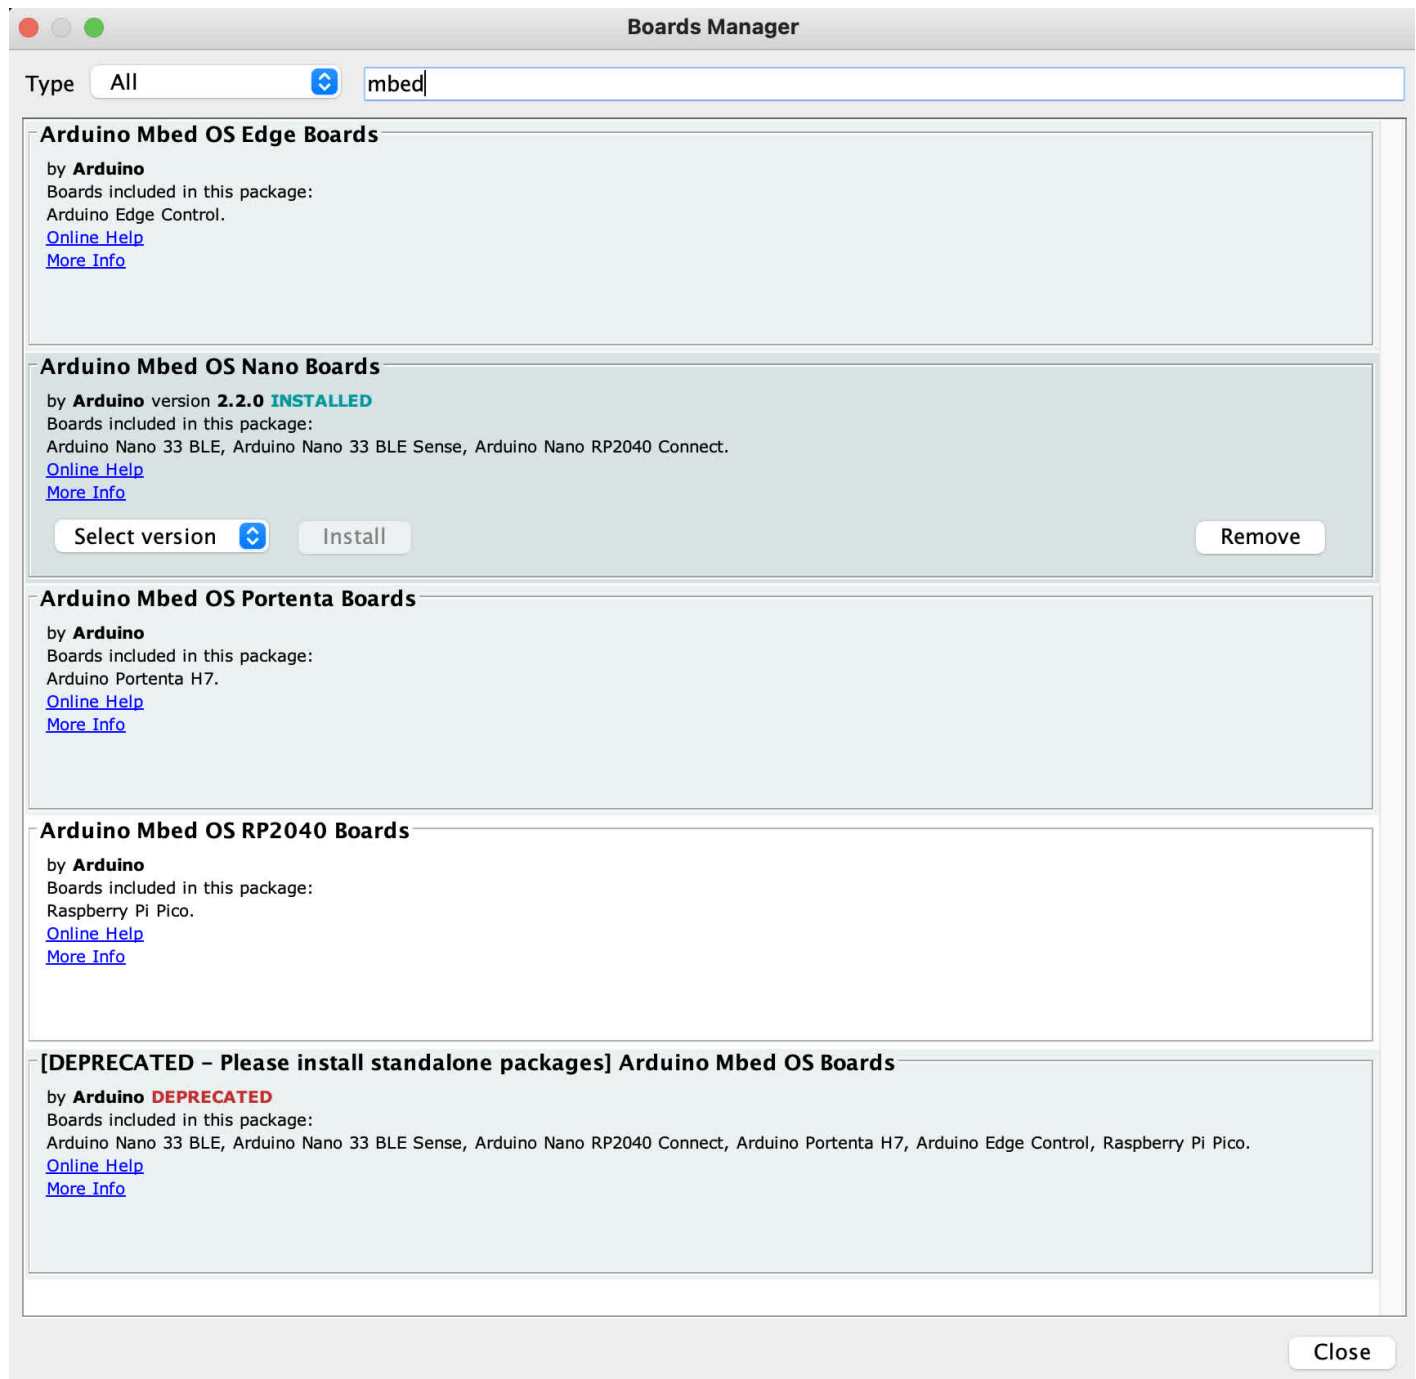 Boards Manager
Type All mbed
Arduino Mbed OS Edge Boards
by Arduino
Boards included in this package:
Arduino Edge Control.
Online Help
More Info
Arduino Mbed OS Nano Boards
by Arduino version 2.2.0 INSTALLED
Boards included in this package:
Arduino Nano 33 BLE, Arduino Nano 33 BLE Sense, Arduino Nano RP2040 Connect.
Online Help
More Info
Select version Install Remove
Arduino Mbed OS Portenta Boards
by Arduino
Boards included in this package:
Arduino Portenta H7.
Online Help
More Info
Arduino Mbed OS RP2040 Boards
by Arduino
Boards included in this package:
Raspberry Pi Pico.
Online Help
More Info
[DEPRECATED – Please install standalone packages] Arduino Mbed OS Boards
by Arduino DEPRECATED
Boards included in this package:
Arduino Nano 33 BLE, Arduino Nano 33 BLE Sense, Arduino Nano RP2040 Connect, Arduino Portenta H7, Arduino Edge Control, Raspberry Pi Pico.
Online Help
More Info
Close